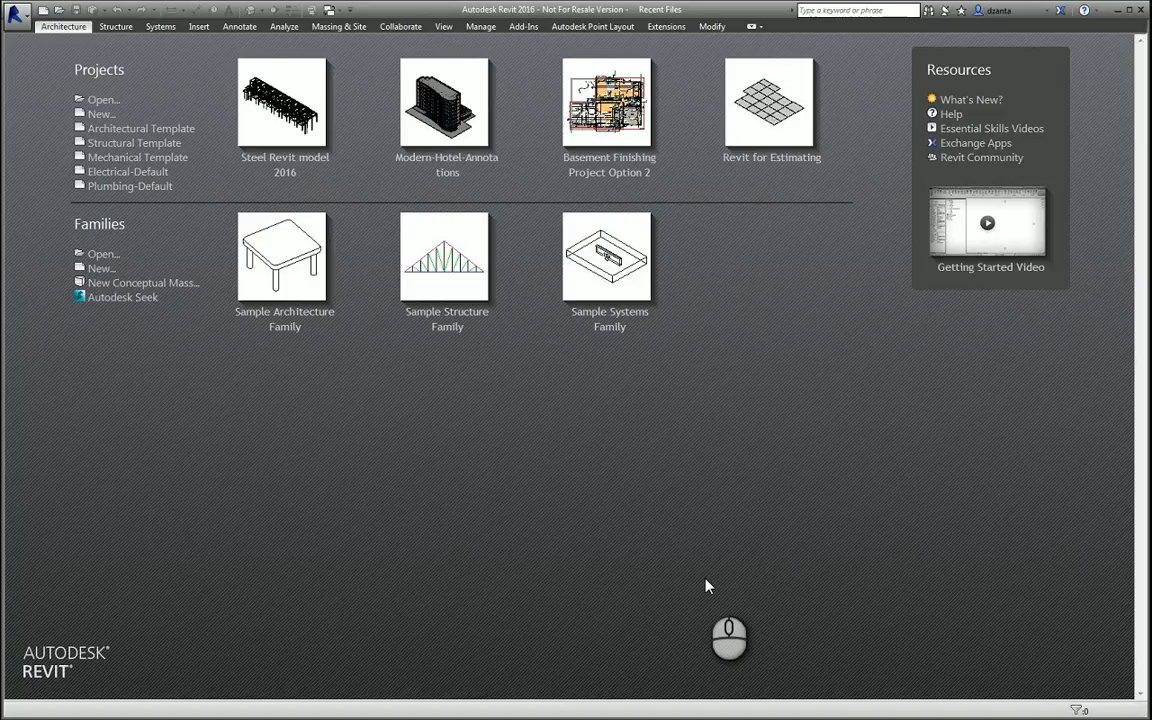 Autodesk Revit 2016 - Not For Resale Version - Recent Files
Type a keyword or phrase
dzanta
Architecture Structure Systems Insert Annotate Analyze Massing & Site Collaborate View Manage Add-Ins Autodesk Point Layout Extensions Modify
Projects
Open...
New...
Architectural Template
Structural Template
Mechanical Template
Electrical-Default
Plumbing-Default
Steel Revit model
2016
Modern-Hotel-Annota
tions
Basement Finishing
Project Option 2
Revit for Estimating
Families
Open...
New...
New Conceptual Mass...
Autodesk Seek
Sample Architecture
Family
Sample Structure
Family
Sample Systems
Family
Resources
What's New?
Help
Essential Skills Videos
Exchange Apps
Revit Community
Getting Started Video
AUTODESK®
REVIT®
:0